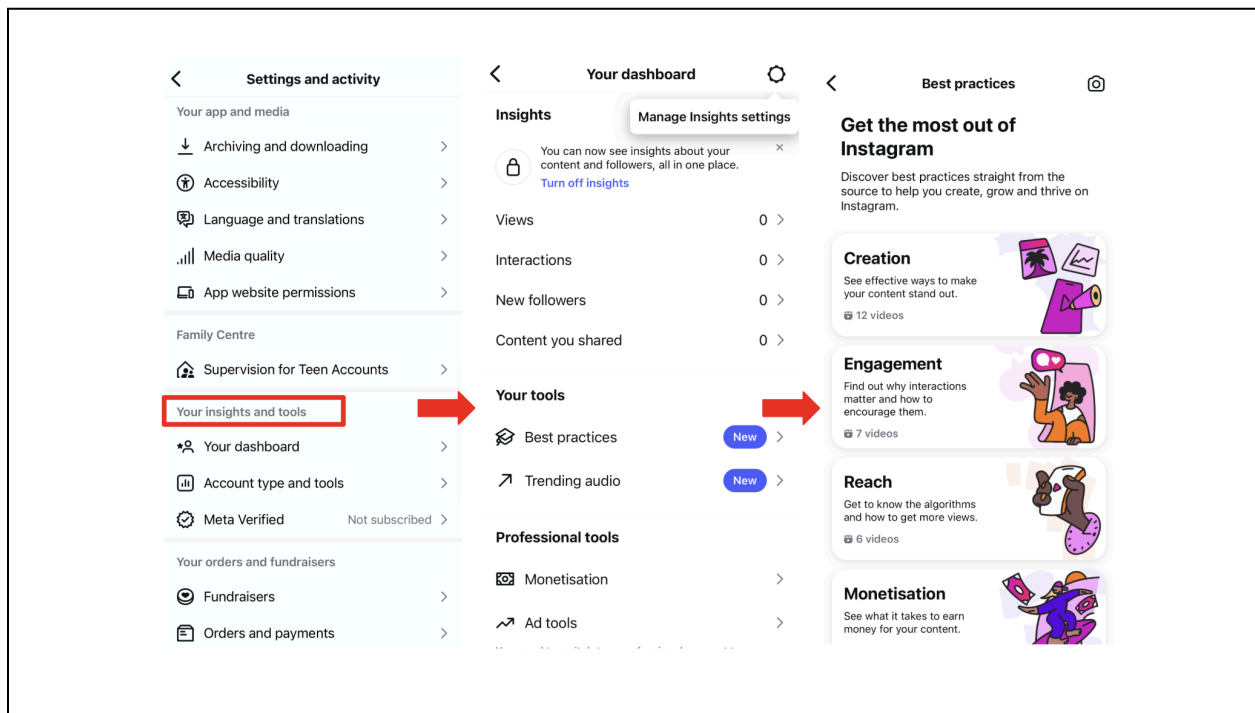 Settings and activity
Your app and media
Archiving and downloading
Accessibility
Language and translations
Media quality
App website permissions
Family Centre
Supervision for Teen Accounts
Your insights and tools
Your dashboard
Account type and tools
Meta Verified Not subscribed
Your orders and fundraisers
Fundraisers
Orders and payments
Your dashboard
Insights
Manage Insights settings
You can now see insights about your
content and followers, all in one place.
Turn off insights
Views 0
Interactions 0
New followers 0
Content you shared 0
Your tools
Best practices New
Trending audio New
Professional tools
Monetisation
Ad tools
Best practices
Get the most out of
Instagram
Discover best practices straight from the
source to help you create, grow and thrive on
Instagram.
Creation
See effective ways to make
your content stand out.
12 videos
Engagement
Find out why interactions
matter and how to
encourage them.
7 videos
Reach
Get to know the algorithms
and how to get more views.
6 videos
Monetisation
See what it takes to earn
money for your content.